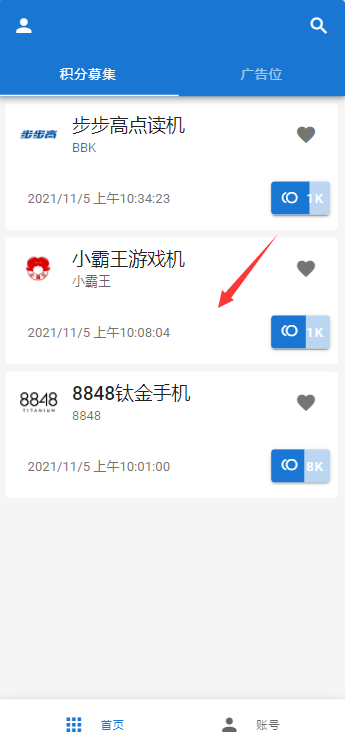 积分募集
广告位
步步高
步步高点读机
BBK
2021/11/5 上午10:34:23
1K
小霸王游戏机
小霸王
2021/11/5 上午10:08:04
1K
8848
TITANIUM
8848钛金手机
8848
2021/11/5 上午10:01:00
8K
首页
账号